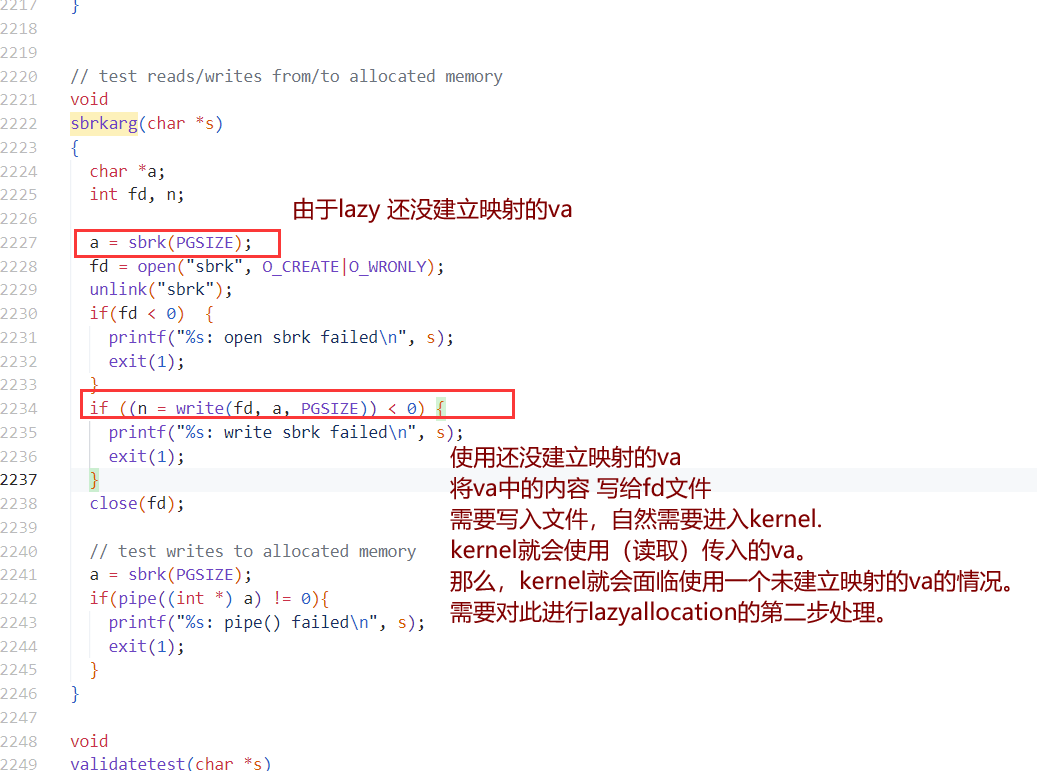 2217 }
2218
2219
2220 // test reads/writes from/to allocated memory
2221 void
2222 sbrkarg(char *s)
2223 {
2224 char *a;
2225 int fd, n;
由于lazy 还没建立映射的va
2226
2227 a = sbrk(PGSIZE);
2228 fd = open("sbrk", O_CREATE|O_WRONLY);
2229 unlink("sbrk");
2230 if(fd < 0) {
2231 printf("%s: open sbrk failed\n", s);
2232 exit(1);
2233 }
2234 if ((n = write(fd, a, PGSIZE)) < 0) {
2235 printf("%s: write sbrk failed\n", s);
2236 exit(1);
使用还没建立映射的va
2237 }
将va中的内容 写给fd文件
2238 close(fd);
需要写入文件，自然需要进入kernel.
2239
2240 // test writes to allocated memory
kernel就会使用（读取）传入的va。
2241 a = sbrk(PGSIZE);
那么，kernel就会面临使用一个未建立映射的va的情况。
2242 if(pipe((int *) a) != 0){
需要对此进行lazyallocation的第二步处理。
2243 printf("%s: pipe() failed\n", s);
2244 exit(1);
2245 }
2246 }
2247
2248 void
2249 validatetest(char *s)